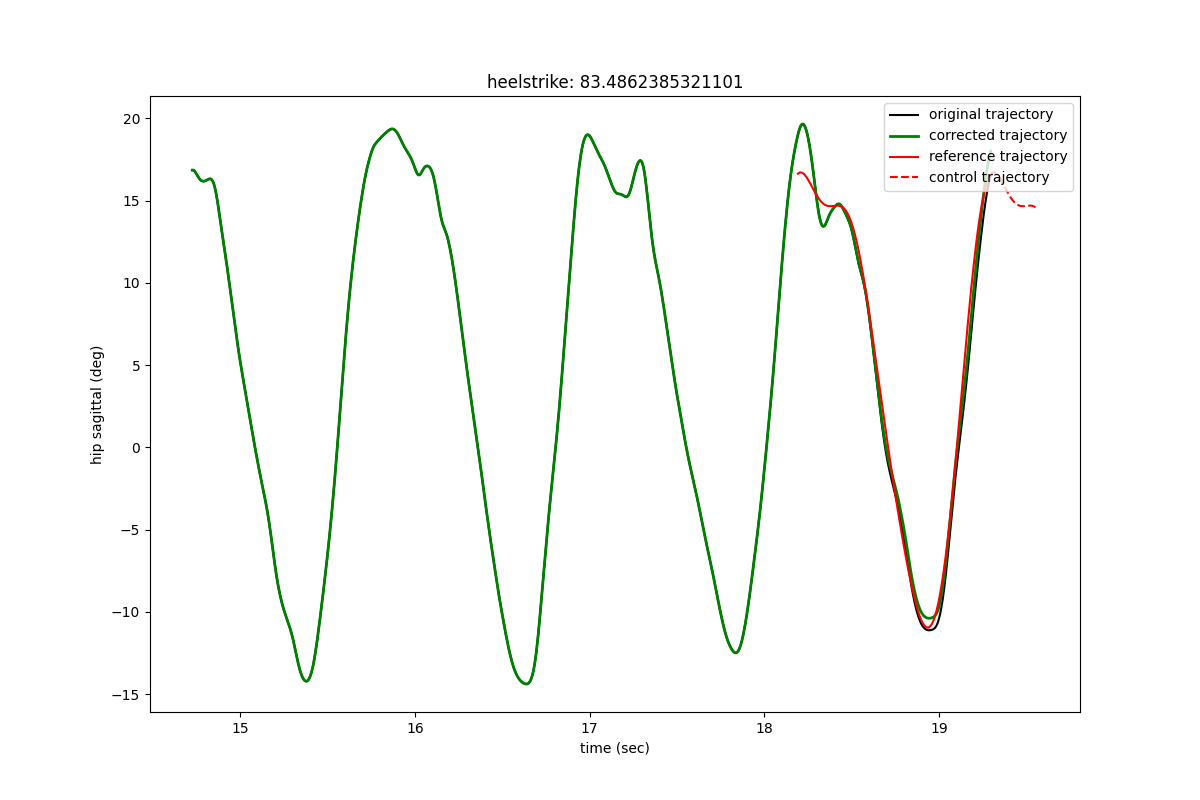 heelstrike: 83.4862385321101
original trajectory
corrected trajectory
reference trajectory
control trajectory
20
15
10
5
0
−5
−10
−15
hip sagittal (deg)
15 16 17 18 19
time (sec)